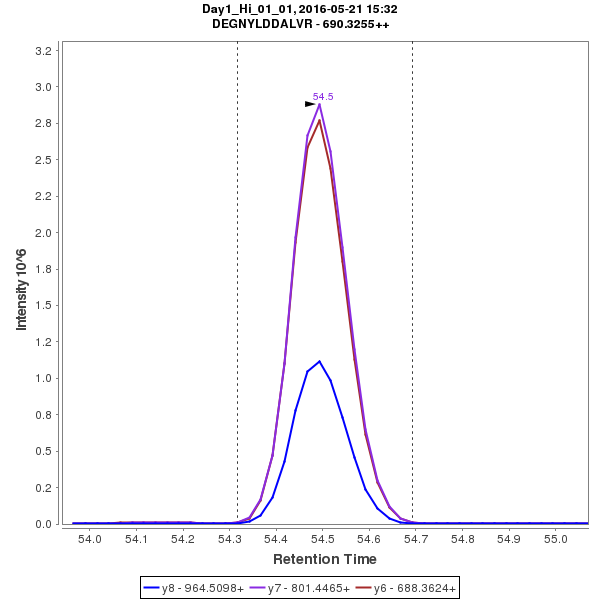 Day1_Hi_01_01, 2016-05-21 15:32
DEGNYLDDALVR - 690.3255++
3.2
3.0
2.8
2.5
2.2
2.0
1.8
1.5
1.2
1.0
0.8
0.5
0.2
0.0
Intensity 10^6
54.5
54.0 54.1 54.2 54.3 54.4 54.5 54.6 54.7 54.8 54.9 55.0
Retention Time
y8 - 964.5098+ y7 - 801.4465+ y6 - 688.3624+